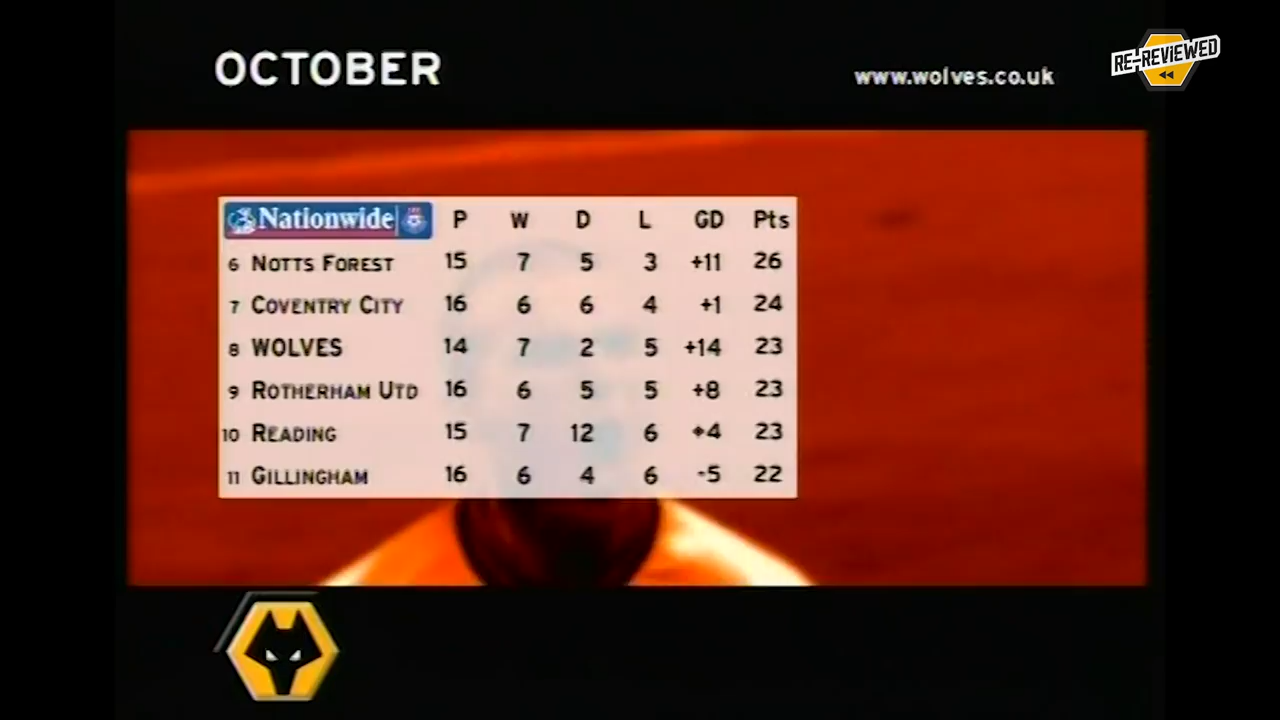 OCTOBER
www.wolves.co.uk
RE-REVIEWED
Nationwide P W D L GD Pts
6 NOTTS FOREST 15 7 5 3 +11 26
7 COVENTRY CITY 16 6 6 4 +1 24
8 WOLVES 14 7 2 5 +14 23
9 ROTHERHAM UTD 16 6 5 5 +8 23
10 READING 15 7 12 6 +4 23
11 GILLINGHAM 16 6 4 6 -5 22